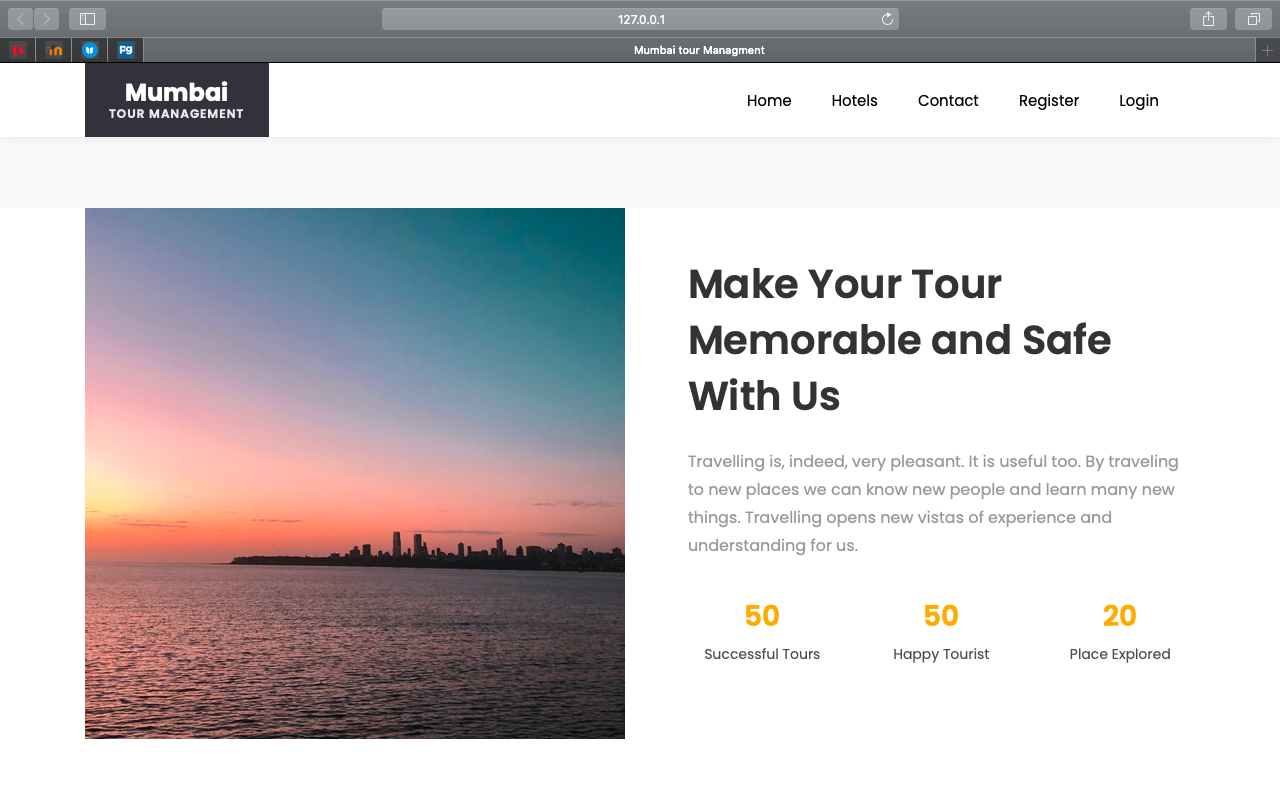 127.0.0.1
Mumbai tour Managment
Mumbai
TOUR MANAGEMENT
Home Hotels Contact Register Login
Make Your Tour
Memorable and Safe
With Us
Travelling is, indeed, very pleasant. It is useful too. By traveling
to new places we can know new people and learn many new
things. Travelling opens new vistas of experience and
understanding for us.
50 50 20
Successful Tours Happy Tourist Place Explored